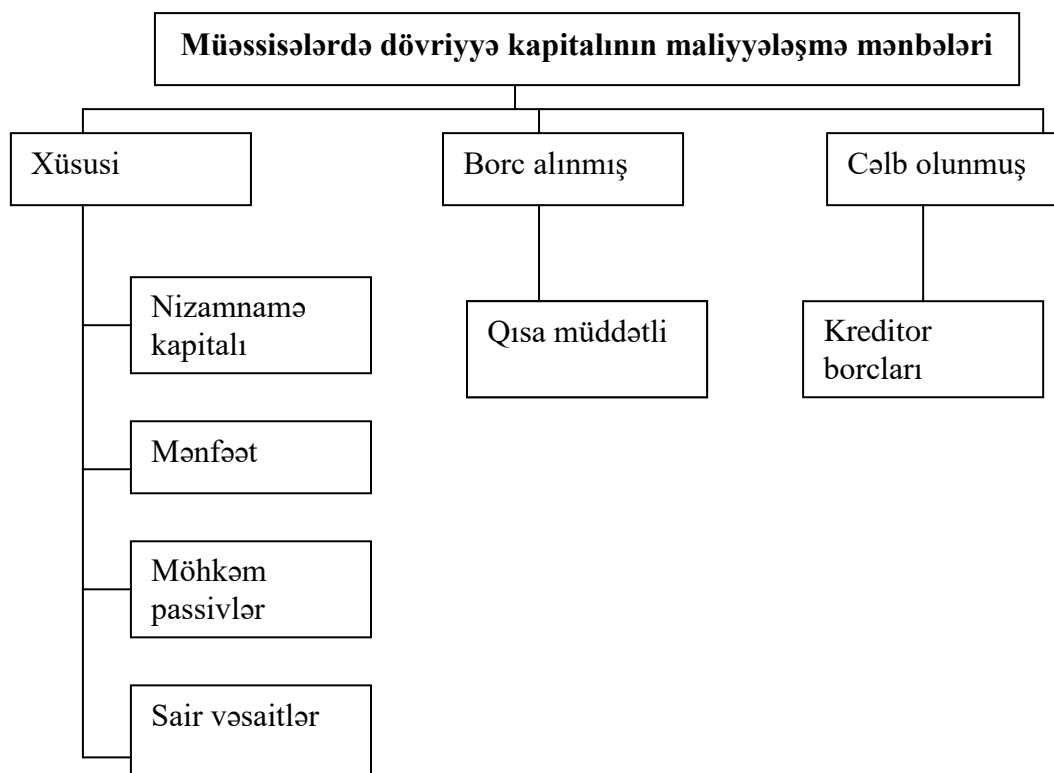 Müəssisələrdə dövriyyə kapitalının maliyyələşmə mənbələri
Xüsusi
Borc alınmış
Cəlb olunmuş
Nizamnamə
kapitalı
Qısa müddətli
Kreditor
borcları
Mənfəət
Möhkəm
passivlər
Sair vəsaitlər